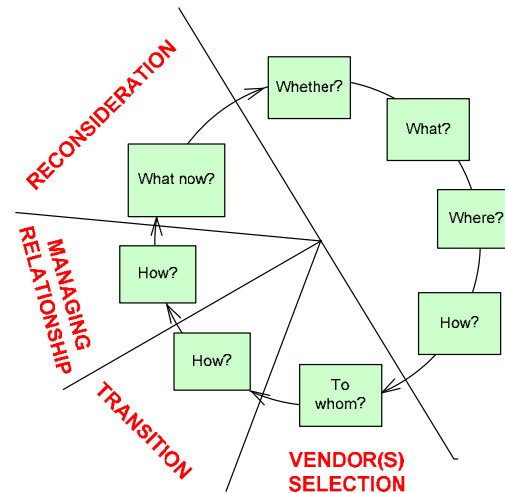 RECONSIDERATION
Whether?
What?
Where?
How?
To
whom?
How?
How?
What now?
MANAGING
RELATIONSHIP
TRANSITION
VENDOR(S)
SELECTION